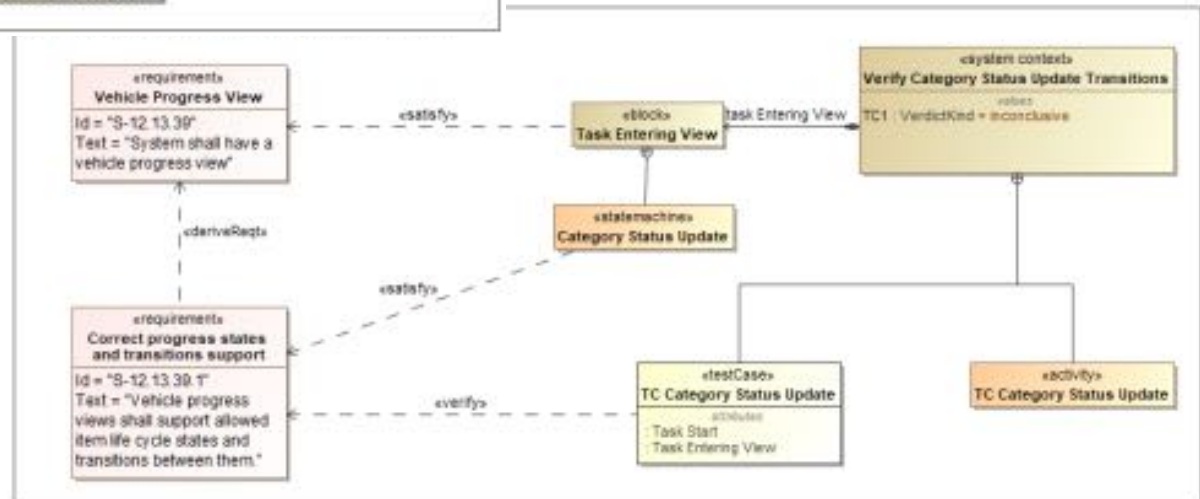 «requirement»
Vehicle Progress View
Id = "S-12.13.39"
Text = "System shall have a
vehicle progress view"
«satisfy»
«block»
Task Entering View
task Entering View
«system context»
Verify Category Status Update Transitions
values
TC1 : VerdictKind = inconclusive
«deriveReqt»
«statemachine»
Category Status Update
«satisfy»
«requirement»
Correct progress states
and transitions support
Id = "S-12.13.39.1"
Text = "Vehicle progress
views shall support allowed
item life cycle states and
transitions between them."
«verify»
«testCase»
TC Category Status Update
attributes
: Task Start
: Task Entering View
«activity»
TC Category Status Update